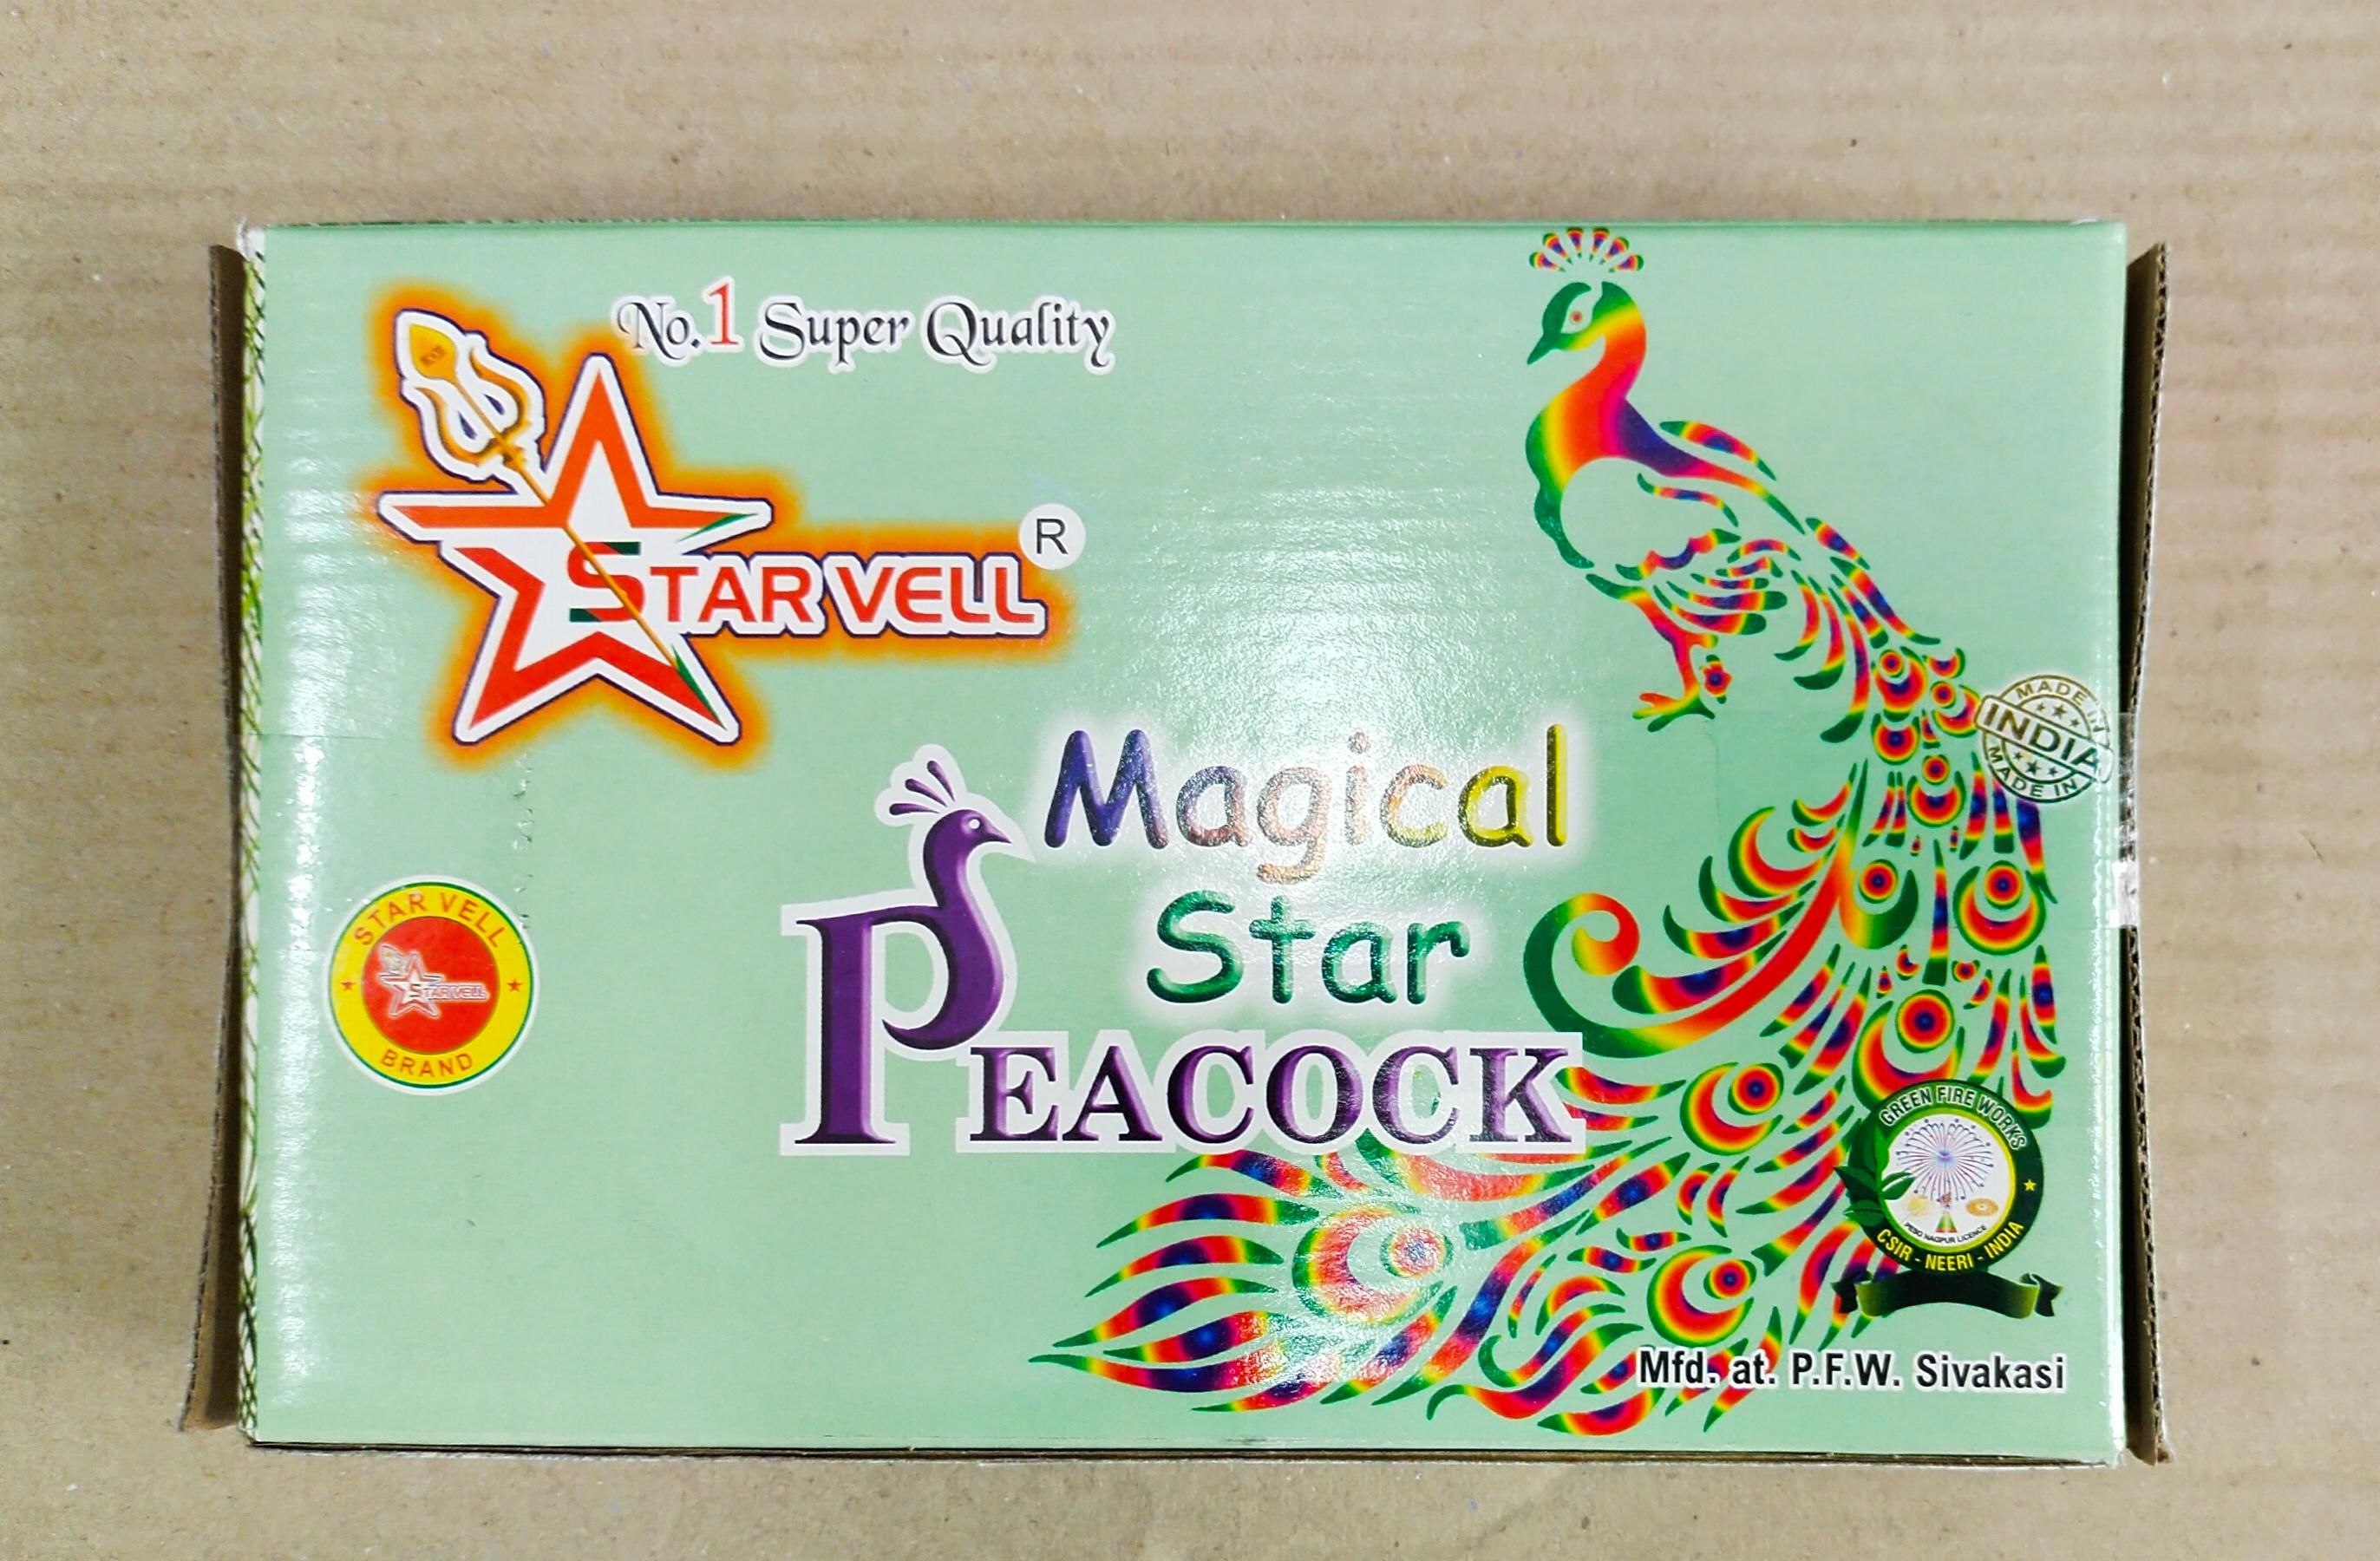 No.1 Super Quality
STAR VELL
R
MADE IN
INDIA
MADE IN
Magical
Star
PEACOCK
STAR VELL
STAR VELL
BRAND
GREEN FIRE WORKS
CSIR - NEERI - INDIA
Mfd. at. P.F.W. Sivakasi